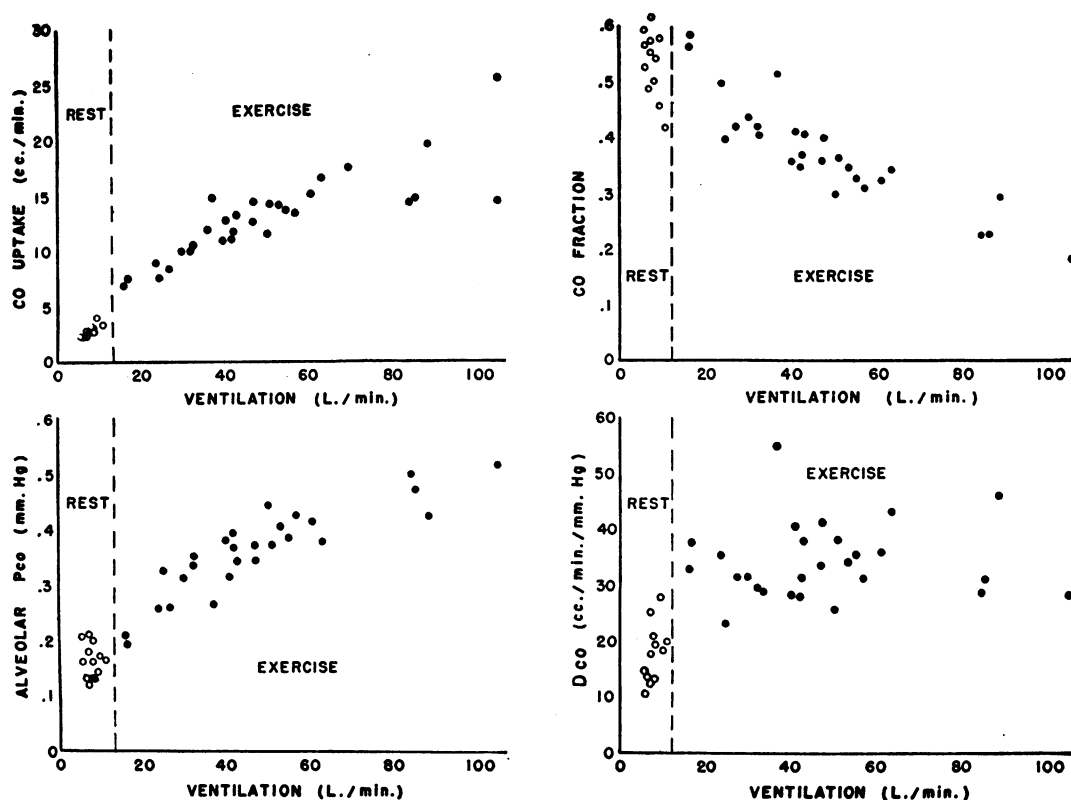 30
25
20
15
10
5
0
CO UPTAKE (cc./min.)
REST
EXERCISE
0 20 40 60 80 100
VENTILATION (L./min.)
.6
.5
.4
.3
.2
.1
0
CO FRACTION
REST
EXERCISE
0 20 40 60 80 100
VENTILATION (L./min.)
.6
.5
.4
.3
.2
.1
0
ALVEOLAR Pco (mm. Hg)
REST
EXERCISE
0 20 40 60 80 100
VENTILATION (L./min.)
60
50
40
30
20
10
0
Dco (cc./min./mm. Hg)
REST
EXERCISE
0 20 40 60 80 100
VENTILATION (L./min.)